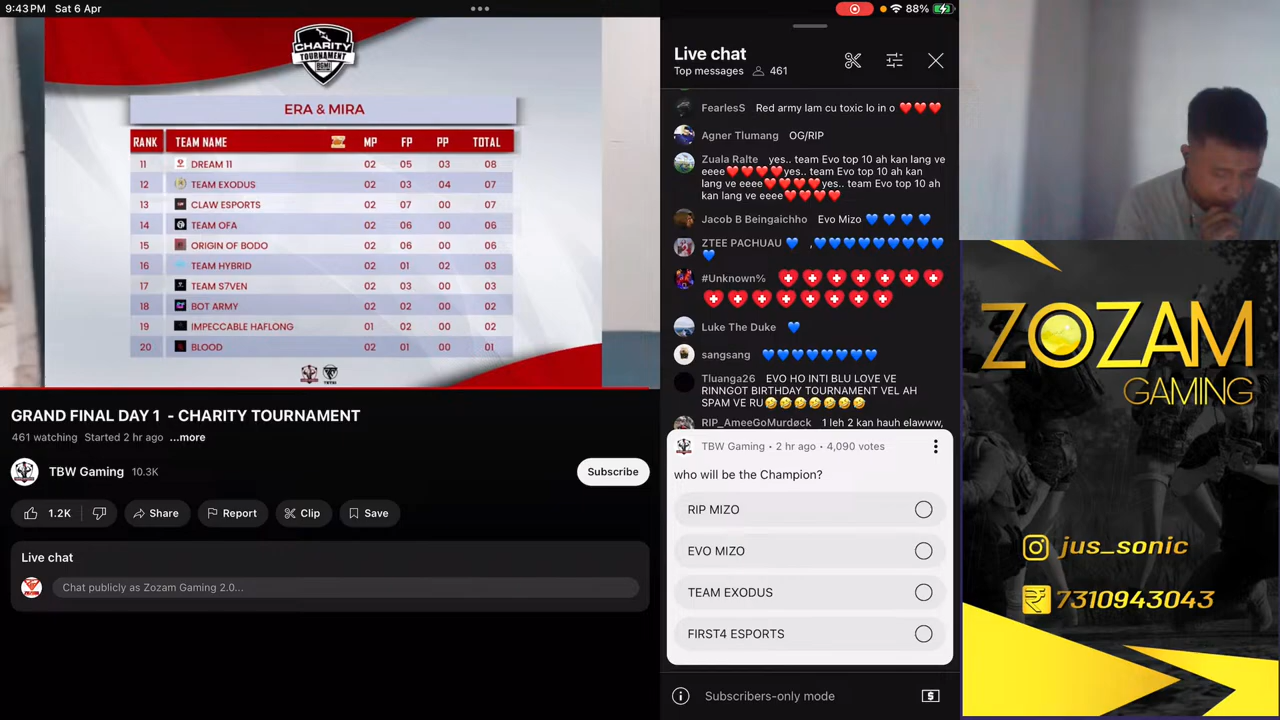 9:43 PM Sat 6 Apr
88%
CHARITY
TOURNAMENT
BGMI
ERA & MIRA
RANK TEAM NAME MP FP PP TOTAL
11 DREAM 11 02 05 03 08
12 TEAM EXODUS 02 03 04 07
13 CLAW ESPORTS 02 07 00 07
14 TEAM OFA 02 06 00 06
15 ORIGIN OF BODO 02 06 00 06
16 TEAM HYBRID 02 01 02 03
17 TEAM S7VEN 02 03 00 03
18 BOT ARMY 02 02 00 02
19 IMPECCABLE HAFLONG 01 02 00 02
20 BLOOD 02 01 00 01
GRAND FINAL DAY 1 - CHARITY TOURNAMENT
461 watching Started 2 hr ago ...more
TBW Gaming 10.3K
Subscribe
1.2K Share Report Clip Save
Live chat
Chat publicly as Zozam Gaming 2.0...
Live chat
Top messages 461
FearlesS Red army lam cu toxic lo in o ❤️❤️❤️
Agner Tlumang OG/RIP
Zuala Ralte yes.. team Evo top 10 ah kan lang ve
eeee❤️❤️❤️❤️yes.. team Evo top 10 ah kan
lang ve eeee❤️❤️❤️❤️yes.. team Evo top 10 ah
kan lang ve eeee❤️❤️❤️❤️
Jacob B Beingaichho Evo Mizo 💙 💙 💙 💙
ZTEE PACHUAU 💙 ,💙💙💙💙💙💙💙💙💙
💙
#Unknown%
Luke The Duke 💙
sangsang 💙💙💙💙💙💙💙💙
Tluanga26 EVO HO INTI BLU LOVE VE
RINNGOT BIRTHDAY TOURNAMENT VEL AH
SPAM VE RU🤣🤣🤣🤣🤣🤣🤣
RIP_AmeeGoMurdøck 1 leh 2 kan hauh elawww,
TBW Gaming • 2 hr ago • 4,090 votes
who will be the Champion?
RIP MIZO
EVO MIZO
TEAM EXODUS
FIRST4 ESPORTS
Subscribers-only mode
ZOZAM
GAMING
jus_sonic
7310943043